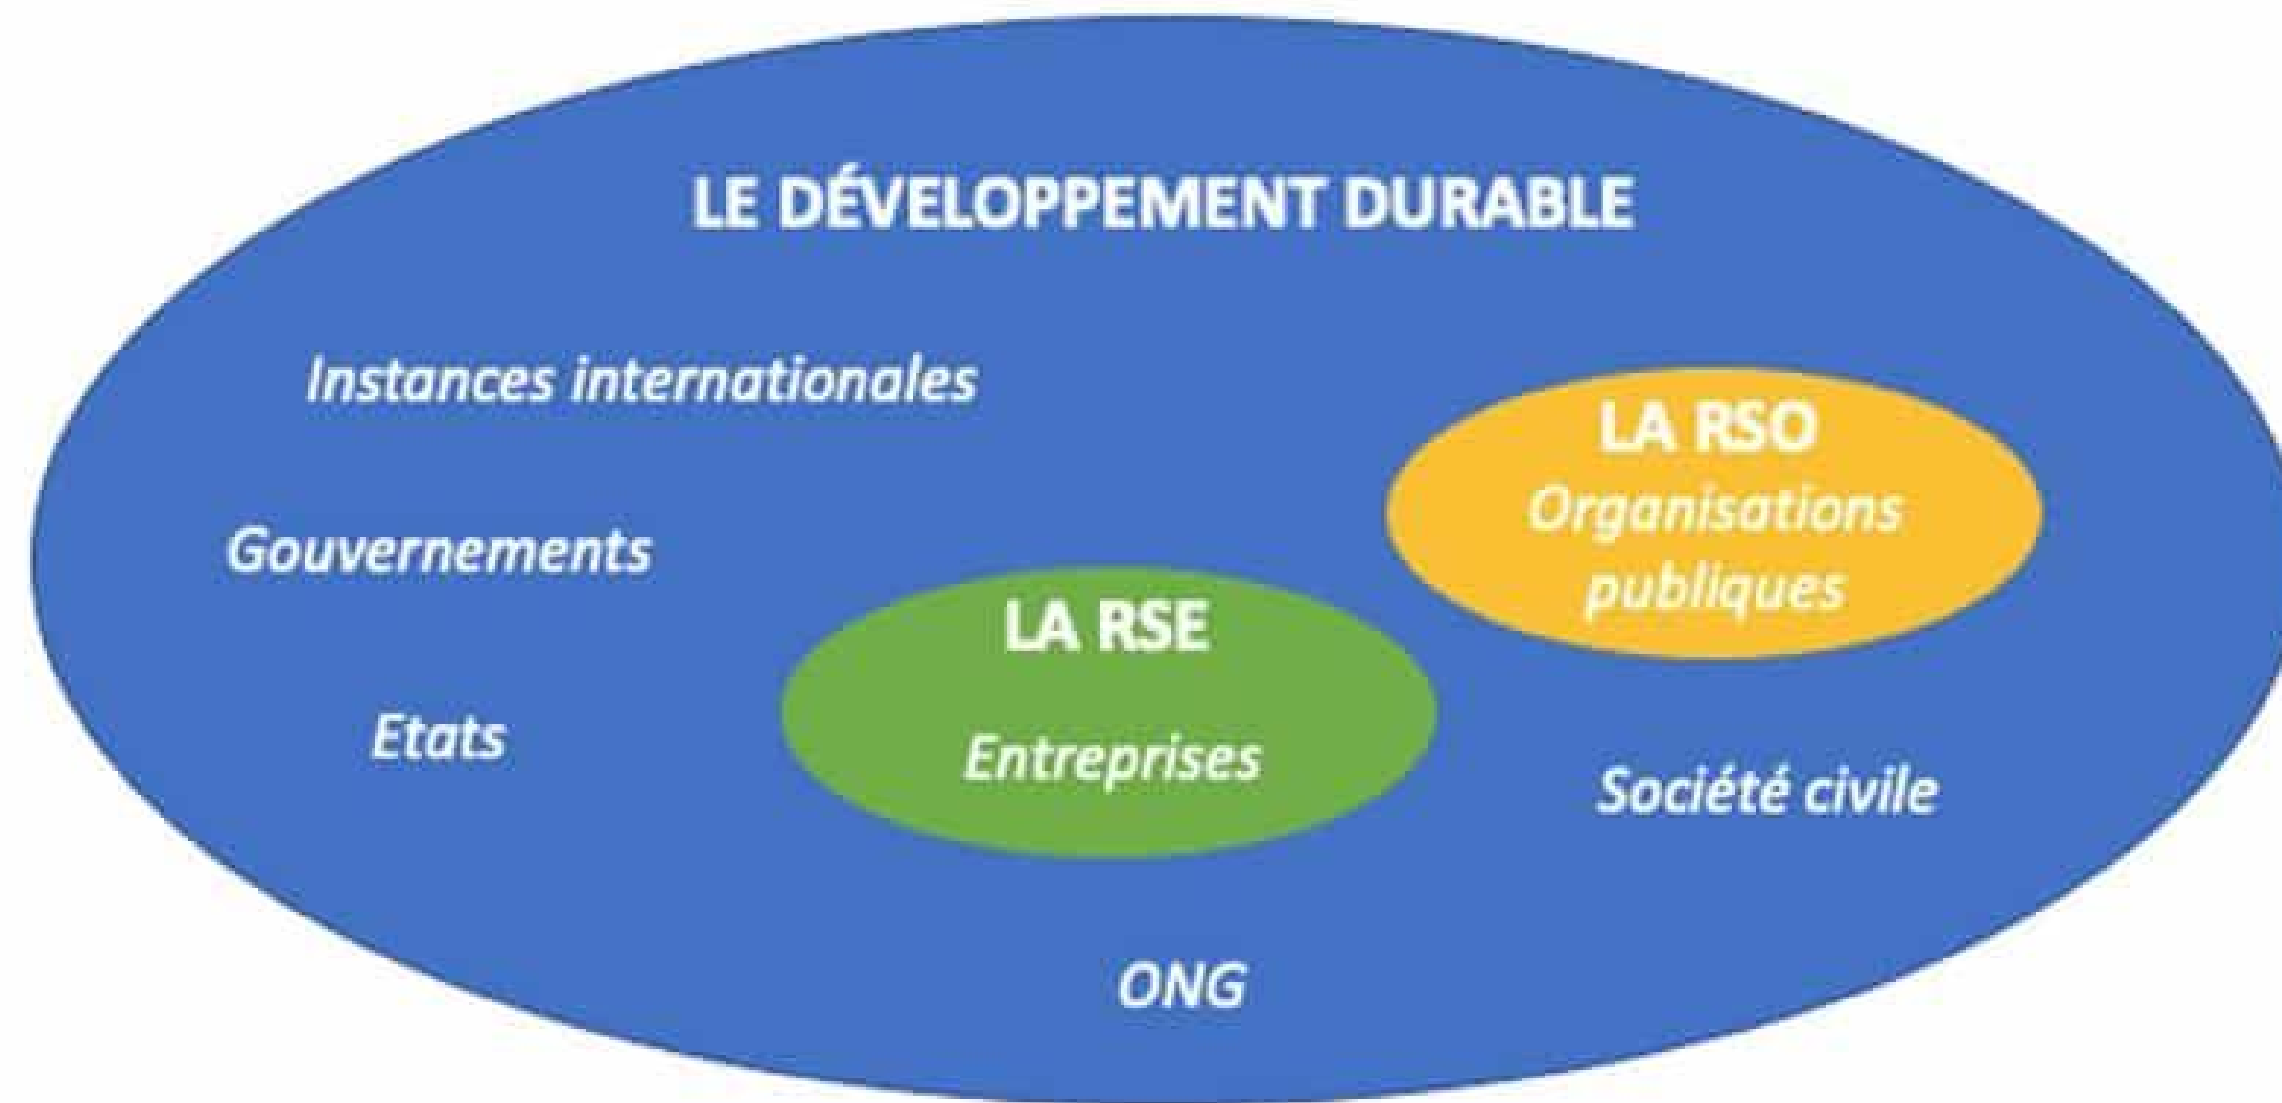 LE DÉVELOPPEMENT DURABLE
Instances internationales
LA RSO
Organisations
publiques
Gouvernements
LA RSE
Entreprises
Etats
Société civile
ONG